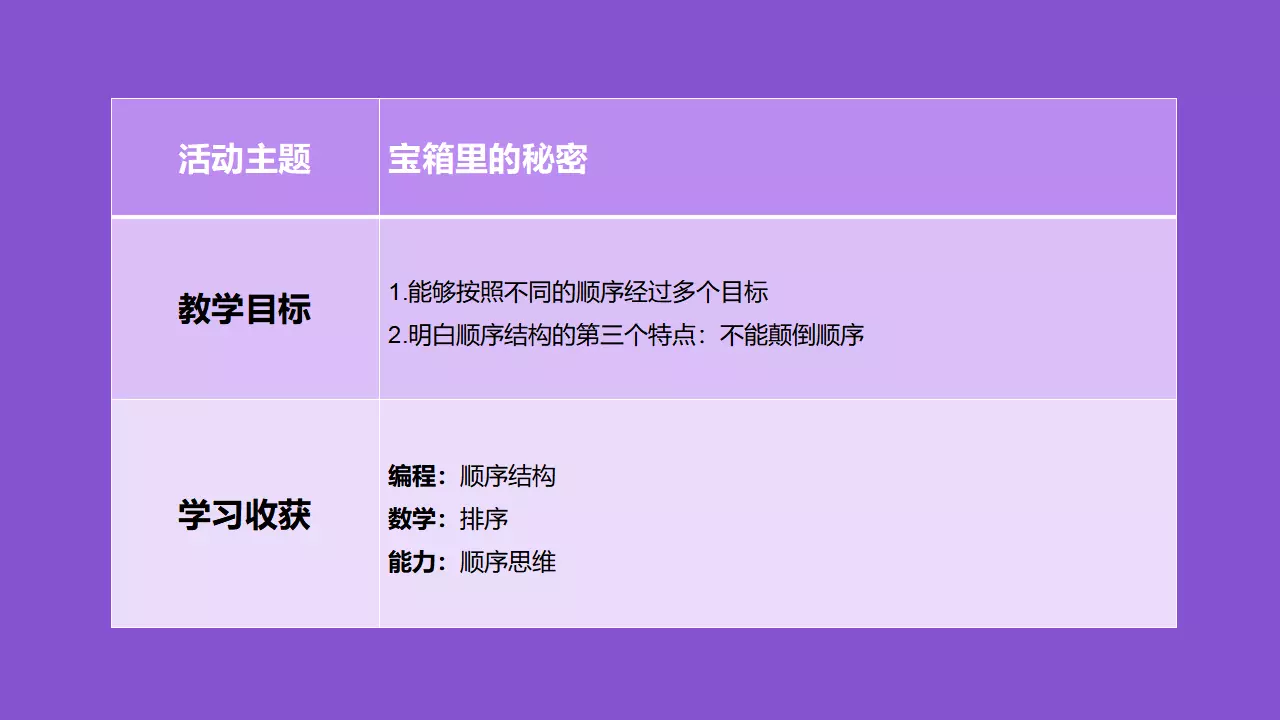 活动主题
宝箱里的秘密
教学目标
1.能够按照不同的顺序经过多个目标
2.明白顺序结构的第三个特点：不能颠倒顺序
学习收获
编程：顺序结构
数学：排序
能力：顺序思维